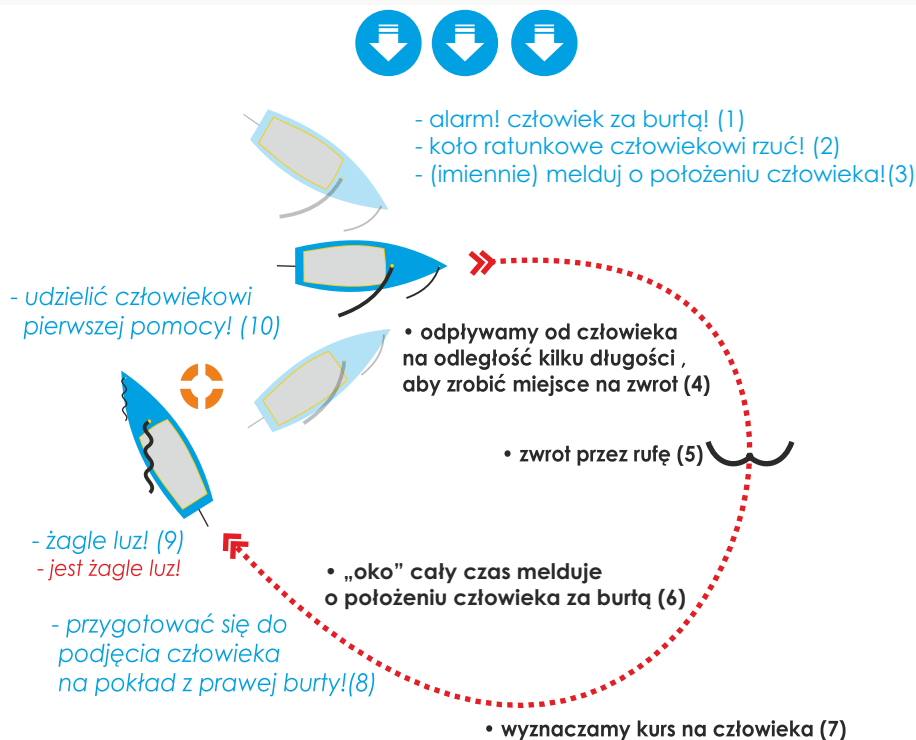 - alarm! człowiek za burtą! (1)
- koło ratunkowe człowiekowi rzuć! (2)
- (imiennie) melduj o położeniu człowieka!(3)
- udzielić człowiekowi
pierwszej pomocy! (10)
• odpływamy od człowieka
na odległość kilku długości ,
aby zrobić miejsce na zwrot (4)
• zwrot przez rufę (5)
- żagle luz! (9)
- jest żagle luz!
• „oko” cały czas melduje
o położeniu człowieka za burtą (6)
- przygotować się do
podjęcia człowieka
na pokład z prawej burty!(8)
• wyznaczamy kurs na człowieka (7)